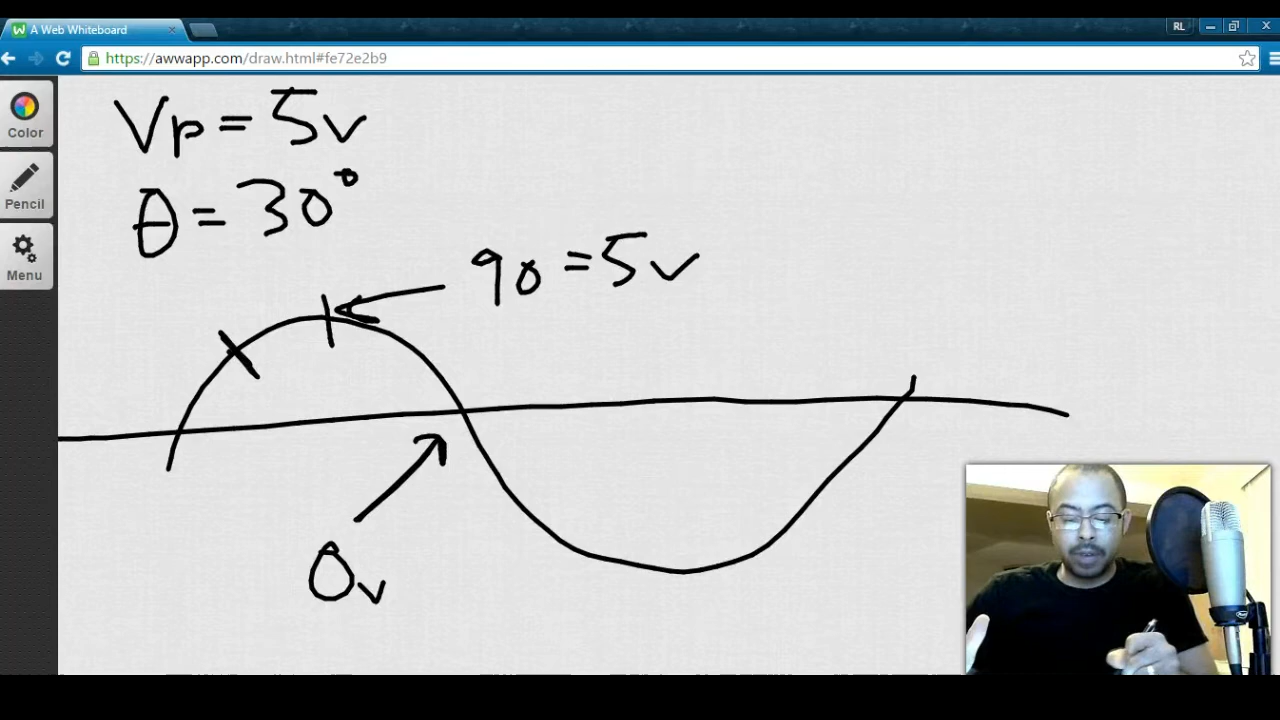 A Web Whiteboard
RL
https://awwapp.com/draw.html#fe72e2b9
Color
Pencil
Menu
Vp = 5v
θ = 30°
90 = 5v
0v